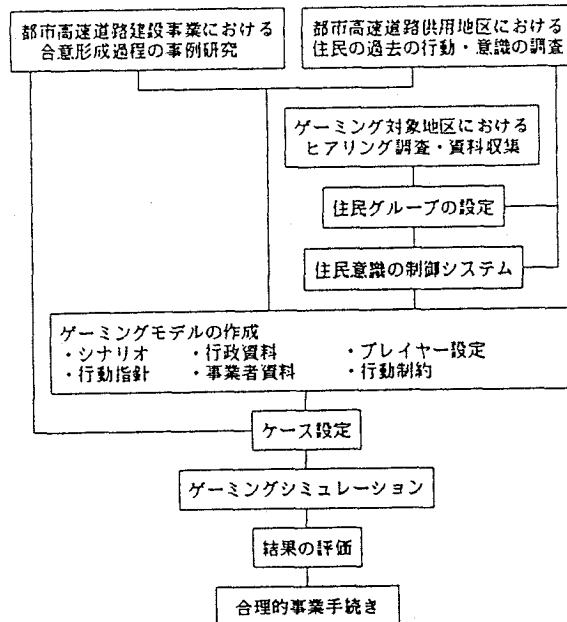 都市高速道路建設事業における
合意形成過程の事例研究
都市高速道路供用地区における
住民の過去の行動・意識の調査
ゲーミング対象地区における
ヒアリング調査・資料収集
住民グループの設定
住民意識の制御システム
ゲーミングモデルの作成
・シナリオ ・行政資料 ・プレイヤー設定
・行動指針 ・事業者資料 ・行動制約
ケース設定
ゲーミングシミュレーション
結果の評価
合理的事業手続き